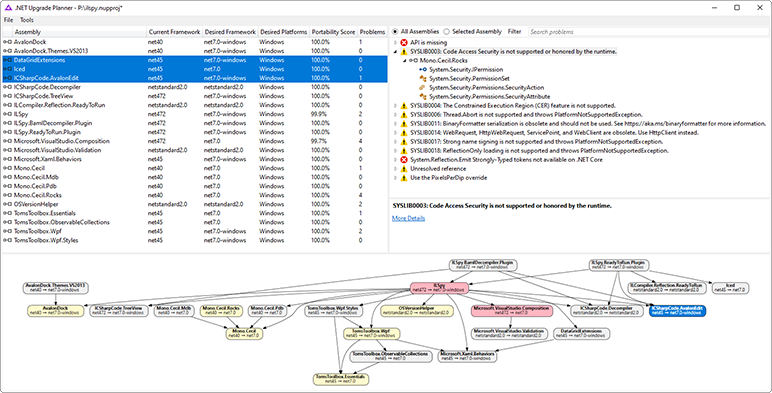 .NET Upgrade Planner - P:\ilspy.nupproj*
File Tools
Assembly Current Framework Desired Framework Desired Platforms Portability Score Problems
AvalonDock net40 net7.0-windows Windows 100.0% 1
AvalonDock.Themes.VS2013 net40 net7.0-windows Windows 100.0% 0
DataGridExtensions net45 net7.0-windows Windows 100.0% 0
Iced net45 net7.0 Windows 100.0% 0
ICSharpCode.AvalonEdit net45 net7.0-windows Windows 100.0% 1
ICSharpCode.Decompiler netstandard2.0 netstandard2.0 Windows 100.0% 0
ICSharpCode.TreeView net472 net7.0-windows Windows 100.0% 0
ILCompiler.Reflection.ReadyToRun netstandard2.0 netstandard2.0 Windows 100.0% 0
ILSpy net472 net7.0-windows Windows 99.9% 2
ILSpy.BamlDecompiler.Plugin net472 net7.0-windows Windows 100.0% 0
ILSpy.ReadyToRun.Plugin net472 net7.0-windows Windows 100.0% 0
Microsoft.VisualStudio.Composition net472 net7.0 Windows 99.7% 4
Microsoft.VisualStudio.Validation netstandard2.0 netstandard2.0 Windows 100.0% 0
Microsoft.Xaml.Behaviors net45 net7.0-windows Windows 100.0% 0
Mono.Cecil net40 net7.0 Windows 100.0% 1
Mono.Cecil.Mdb net40 net7.0 Windows 100.0% 0
Mono.Cecil.Pdb net40 net7.0 Windows 100.0% 0
Mono.Cecil.Rocks net40 net7.0 Windows 100.0% 4
OSVersionHelper netstandard2.0 netstandard2.0 Windows 100.0% 2
TomsToolbox.Essentials net45 net7.0 Windows 100.0% 1
TomsToolbox.ObservableCollections net45 net7.0 Windows 100.0% 0
TomsToolbox.Wpf net45 net7.0-windows Windows 100.0% 2
TomsToolbox.Wpf.Styles net45 net7.0-windows Windows 100.0% 0
All Assemblies Selected Assembly Filter Search problems
API is missing
SYSLIB0003: Code Access Security is not supported or honored by the runtime.
Mono.Cecil.Rocks
System.Security.IPermission
System.Security.PermissionSet
System.Security.Permissions.SecurityAction
System.Security.Permissions.SecurityAttribute
SYSLIB0004: The Constrained Execution Region (CER) feature is not supported.
SYSLIB0006: Thread.Abort is not supported and throws PlatformNotSupportedException.
SYSLIB0011: BinaryFormatter serialization is obsolete and should not be used. See https://aka.ms/binaryformatter for more information.
SYSLIB0014: WebRequest, HttpWebRequest, ServicePoint, and WebClient are obsolete. Use HttpClient instead.
SYSLIB0017: Strong name signing is not supported and throws PlatformNotSupportedException.
SYSLIB0018: ReflectionOnly loading is not supported and throws PlatformNotSupportedException.
System.Reflection.Emit Strongly-Typed tokens not available on .NET Core
Unresolved reference
Use the PixelsPerDip override
SYSLIB0003: Code Access Security is not supported or honored by the runtime.
More Details
ILSpy.BamlDecompiler.Plugin
net472 → net7.0-windows
ILSpy.ReadyToRun.Plugin
net472 → net7.0-windows
AvalonDock.Themes.VS2013
net40 → net7.0-windows
ILSpy
net472 → net7.0-windows
ILCompiler.Reflection.ReadyToRun
netstandard2.0 → netstandard2.0
Iced
net45 → net7.0
AvalonDock
net40 → net7.0-windows
ICSharpCode.TreeView
net472 → net7.0-windows
Mono.Cecil.Mdb
net40 → net7.0
Mono.Cecil.Rocks
net40 → net7.0
Mono.Cecil.Pdb
net40 → net7.0
TomsToolbox.Wpf.Styles
net45 → net7.0-windows
OSVersionHelper
netstandard2.0 → netstandard2.0
Microsoft.VisualStudio.Composition
net472 → net7.0
ICSharpCode.Decompiler
netstandard2.0 → netstandard2.0
ICSharpCode.AvalonEdit
net45 → net7.0-windows
Mono.Cecil
net40 → net7.0
TomsToolbox.Wpf
net45 → net7.0-windows
Microsoft.VisualStudio.Validation
netstandard2.0 → netstandard2.0
DataGridExtensions
net45 → net7.0-windows
TomsToolbox.ObservableCollections
net45 → net7.0
Microsoft.Xaml.Behaviors
net45 → net7.0-windows
TomsToolbox.Essentials
net45 → net7.0